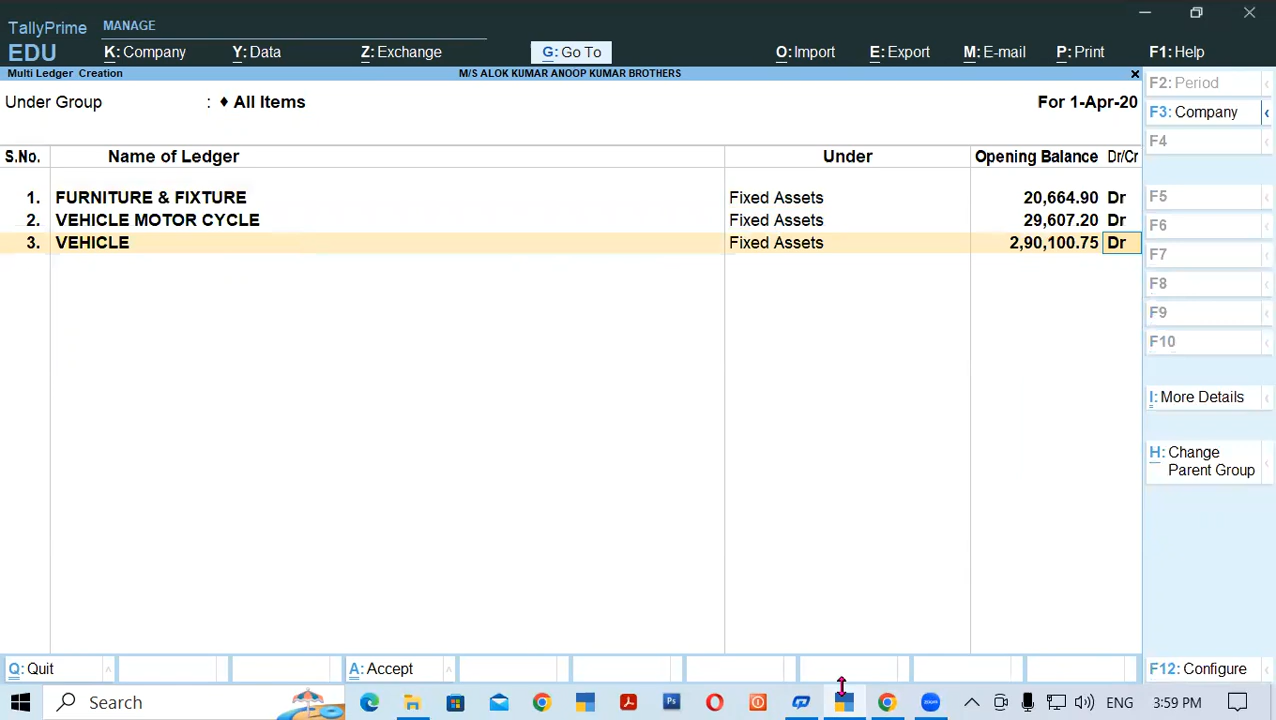 TallyPrime MANAGE
EDU K: Company Y: Data Z: Exchange G: Go To O: Import E: Export M: E-mail P: Print F1: Help
Multi Ledger Creation M/S ALOK KUMAR ANOOP KUMAR BROTHERS
F2: Period
Under Group : ♦ All Items For 1-Apr-20
F3: Company
F4
S.No. Name of Ledger Under Opening Balance Dr/Cr
1. FURNITURE & FIXTURE Fixed Assets 20,664.90 Dr
2. VEHICLE MOTOR CYCLE Fixed Assets 29,607.20 Dr
3. VEHICLE Fixed Assets 2,90,100.75 Dr
F5
F6
F7
F8
F9
F10
I: More Details
H: Change
Parent Group
Q: Quit A: Accept F12: Configure
Search ENG 3:59 PM